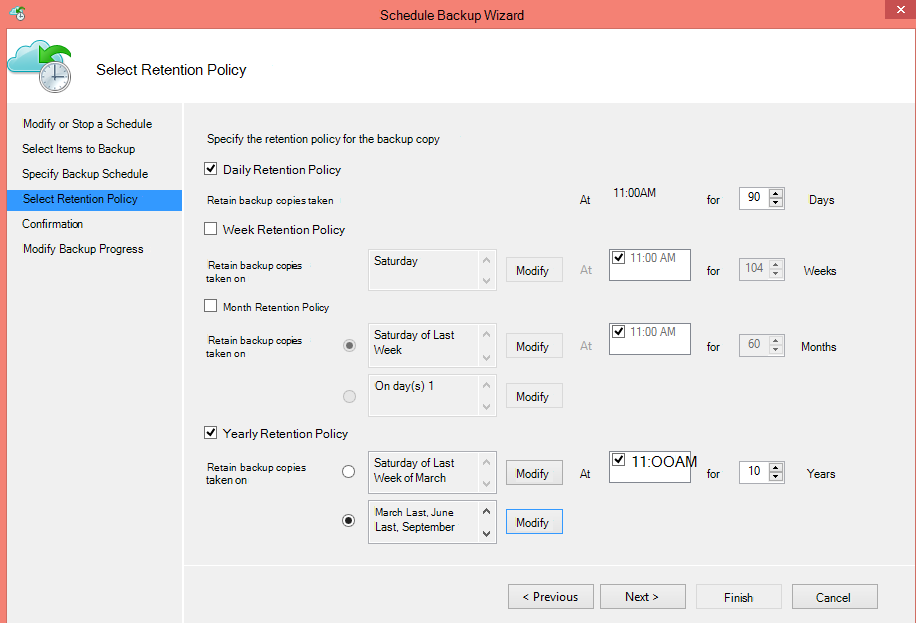 Schedule Backup Wizard
Select Retention Policy
Modify or Stop a Schedule
Select Items to Backup
Specify Backup Schedule
Select Retention Policy
Confirmation
Modify Backup Progress
Specify the retention policy for the backup copy
Daily Retention Policy
Retain backup copies taken At 11:00AM for 90 Days
Week Retention Policy
Retain backup copies
taken on
Saturday
Modify At 11:00 AM for 104 Weeks
Month Retention Policy
Retain backup copies
taken on
Saturday of Last
Week
Modify At 11:00 AM for 60 Months
On day(s) 1
Modify
Yearly Retention Policy
Retain backup copies
taken on
Saturday of Last
Week of March
Modify At 11:OOAM for 10 Years
March Last, June
Last, September
Modify
< Previous Next > Finish Cancel